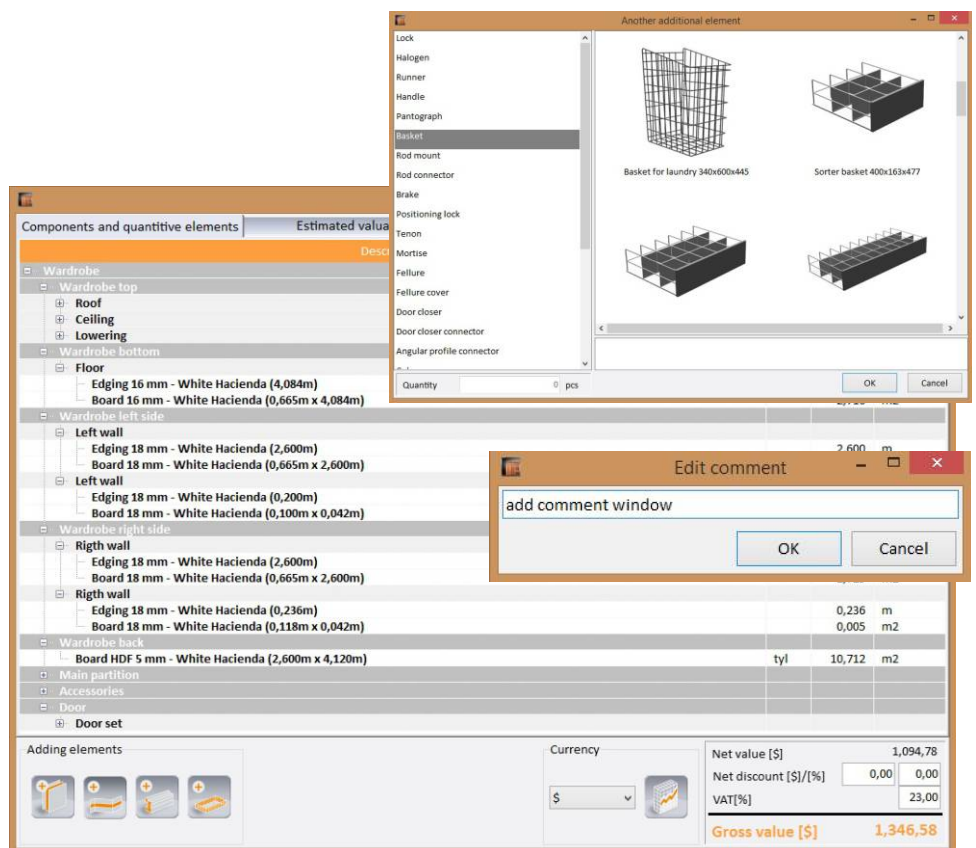 Another additional element
Lock
Halogen
Runner
Handle
Pantograph
Basket
Rod mount
Rod connector
Brake
Positioning lock
Tenon
Mortise
Fellure
Fellure cover
Door closer
Door closer connector
Angular profile connector
Basket for laundry 340x600x445
Sorter basket 400x163x477
Quantity 0 pcs
OK Cancel
Components and quantitive elements Estimated valua
Descri
Wardrobe
Wardrobe top
Roof
Ceiling
Lowering
Wardrobe bottom
Floor
Edging 16 mm - White Hacienda (4,084m)
Board 16 mm - White Hacienda (0,665m x 4,084m)
Wardrobe left side
Left wall
Edging 18 mm - White Hacienda (2,600m) 2,600 m
Board 18 mm - White Hacienda (0,665m x 2,600m)
Left wall
Edging 18 mm - White Hacienda (0,200m)
Board 18 mm - White Hacienda (0,100m x 0,042m)
Wardrobe right side
Rigth wall
Edging 18 mm - White Hacienda (2,600m)
Board 18 mm - White Hacienda (0,665m x 2,600m)
Rigth wall
Edging 18 mm - White Hacienda (0,236m) 0,236 m
Board 18 mm - White Hacienda (0,118m x 0,042m) 0,005 m2
Wardrobe back
Board HDF 5 mm - White Hacienda (2,600m x 4,120m) tyl 10,712 m2
Main partition
Accessories
Door
Door set
Edit comment
add comment window
OK Cancel
Adding elements
Currency
$
Net value [$] 1,094,78
Net discount [$]/[%] 0,00 0,00
VAT[%] 23,00
Gross value [$] 1,346,58